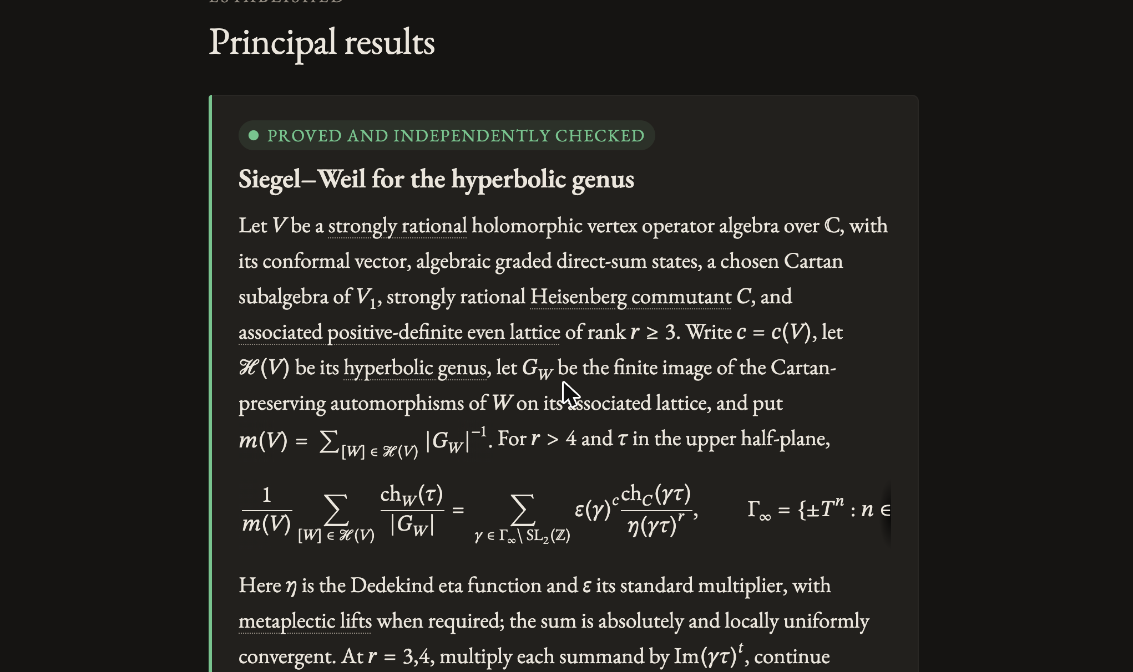 ESTABLISHED
Principal results
PROVED AND INDEPENDENTLY CHECKED
Siegel–Weil for the hyperbolic genus
Let V be a strongly rational holomorphic vertex operator algebra over ℂ, with
its conformal vector, algebraic graded direct-sum states, a chosen Cartan
subalgebra of V₁, strongly rational Heisenberg commutant C, and
associated positive-definite even lattice of rank r ≥ 3. Write c = c(V), let
ℋ(V) be its hyperbolic genus, let G_W be the finite image of the Cartan-
preserving automorphisms of W on its associated lattice, and put
m(V) = ∑_{[W] ∈ ℋ(V)} |G_W|⁻¹. For r > 4 and τ in the upper half-plane,
1/m(V) ∑_{[W] ∈ ℋ(V)} ch_W(τ)/|G_W| = ∑_{γ ∈ Γ_∞\ SL₂(ℤ)} ε(γ)^c ch_C(γτ)/η(γτ)^r, Γ_∞ = {±Tⁿ : n ∈
Here η is the Dedekind eta function and ε its standard multiplier, with
metaplectic lifts when required; the sum is absolutely and locally uniformly
convergent. At r = 3,4, multiply each summand by Im(γτ)^t, continue